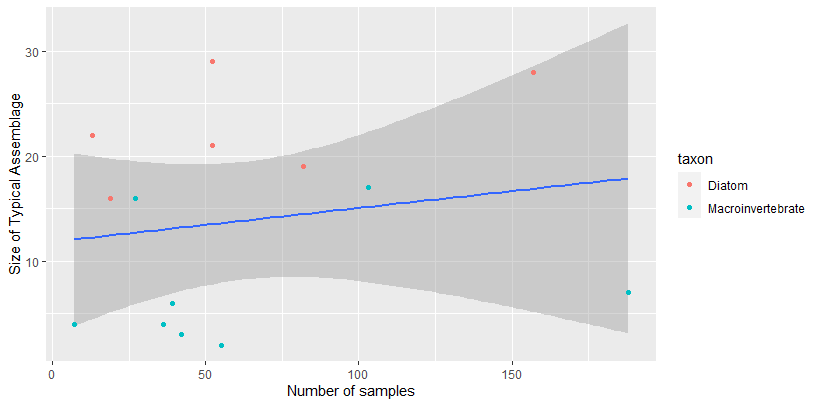 30
20
10
Size of Typical Assemblage
0
50
100
150
Number of samples
taxon
Diatom
Macroinvertebrate